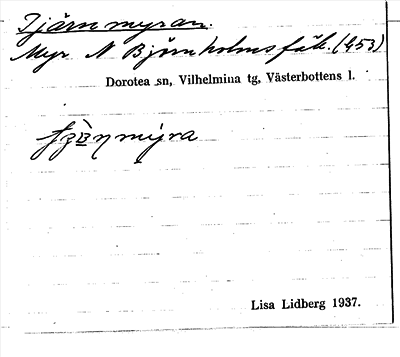 Tjärnmyran.
Myr N Björnholms fäb. (453)
Dorotea sn, Vilhelmina tg, Västerbottens l.
Lisa Lidberg 1937.